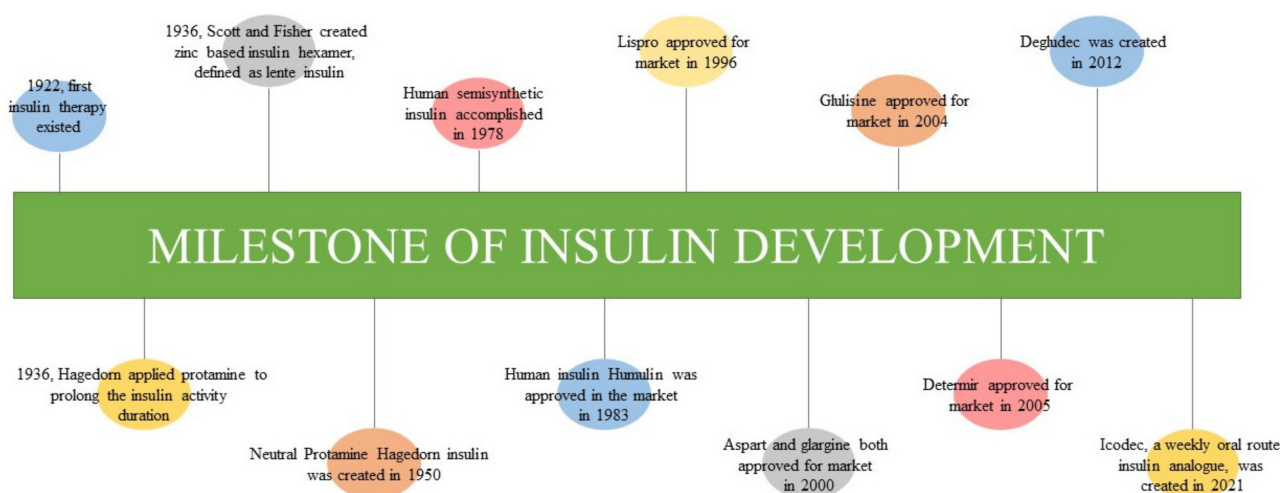 1922, first
insulin therapy
existed
1936, Hagedorn applied protamine to
prolong the insulin activity
duration
1936, Scott and Fisher created
zinc based insulin hexamer,
defined as lente insulin
Neutral Protamine Hagedorn insulin
was created in 1950
Human semisynthetic
insulin accomplished
in 1978
Human insulin Humulin was
approved in the market
in 1983
Lispro approved for
market in 1996
Aspart and glargine both
approved for market
in 2000
Glulisine approved for
market in 2004
Determir approved for
market in 2005
Degludec was created
in 2012
Icodec, a weekly oral route
insulin analogue, was
created in 2021
MILESTONE OF INSULIN DEVELOPMENT